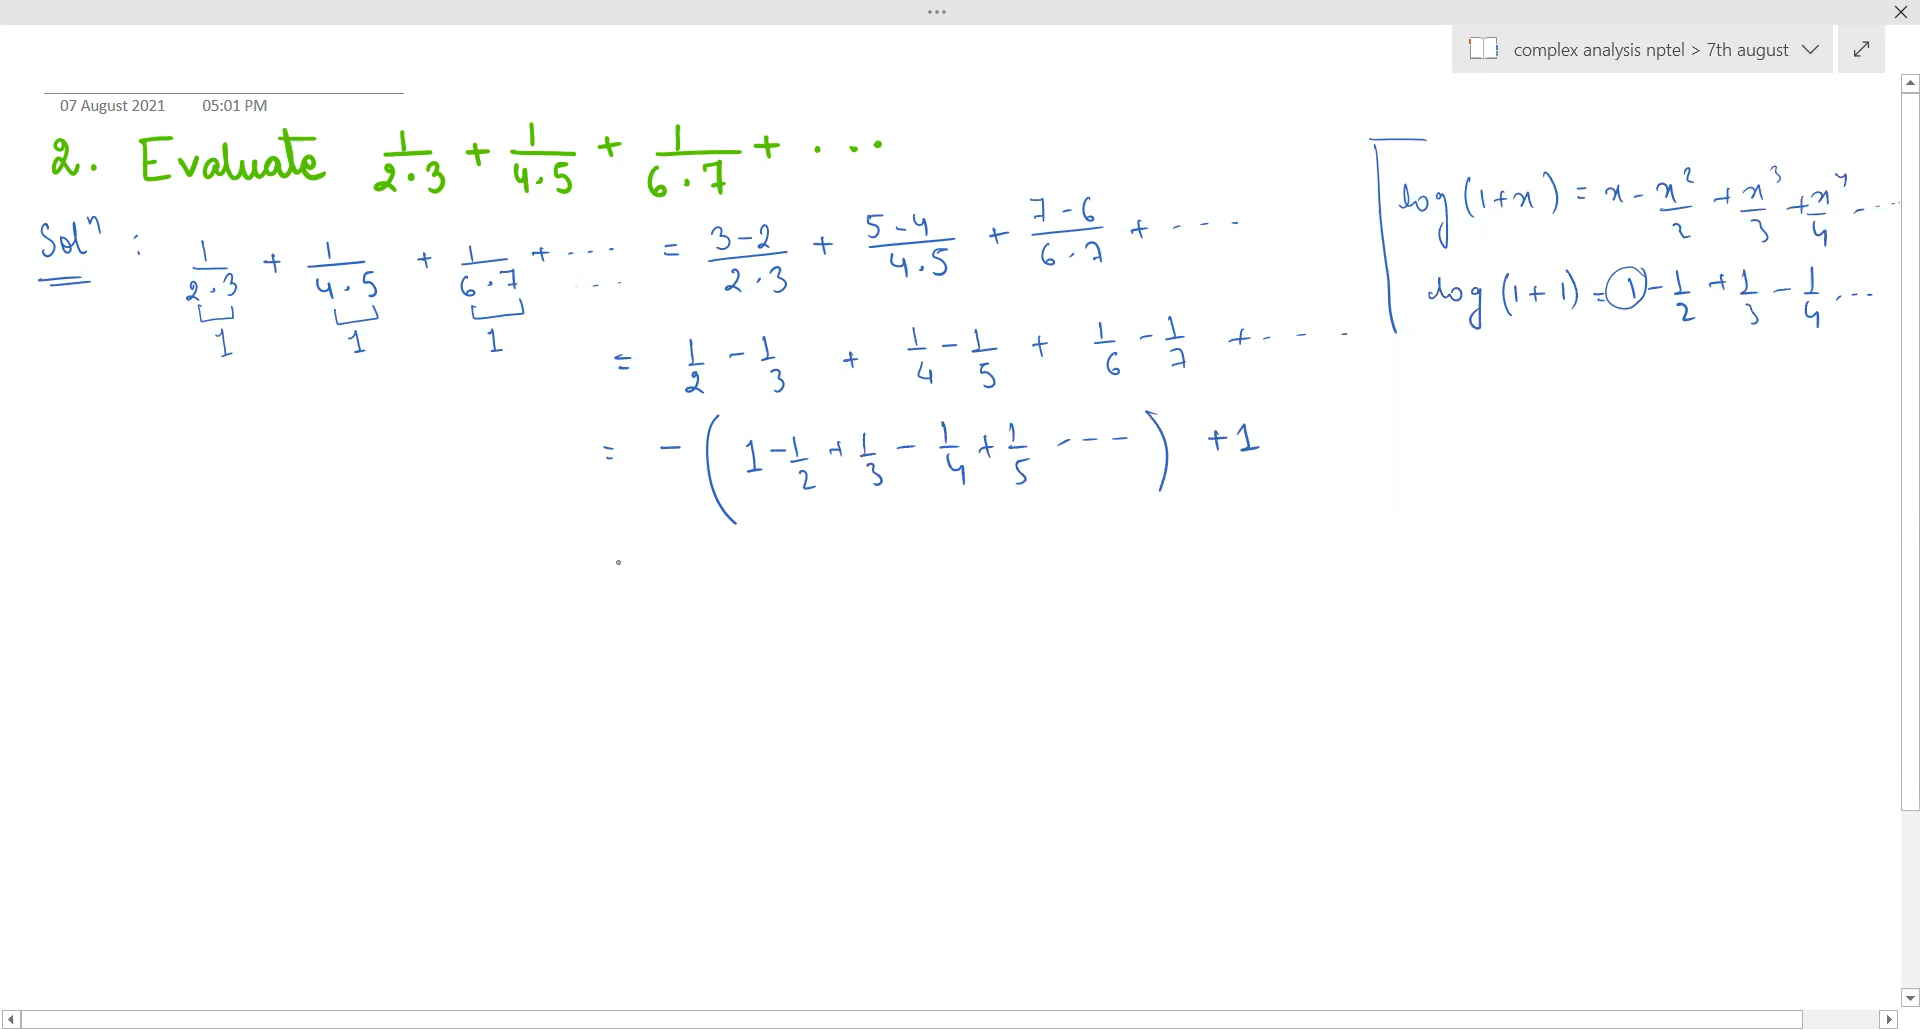 complex analysis nptel > 7th august
07 August 2021 05:01 PM
2. Evaluate 1/2·3 + 1/4·5 + 1/6·7 + ...
log (1+x) = x - x²/2 + x³/3 + x⁴/4 ....
Solⁿ : 1/2·3 + 1/4·5 + 1/6·7 + .... = 3-2/2·3 + 5-4/4·5 + 7-6/6·7 + ....
1 1 1
log (1+1) = 1 - 1/2 + 1/3 - 1/4 ....
= 1/2 - 1/3 + 1/4 - 1/5 + 1/6 - 1/7 + ....
= - ( 1 - 1/2 + 1/3 - 1/4 + 1/5 --- ) + 1